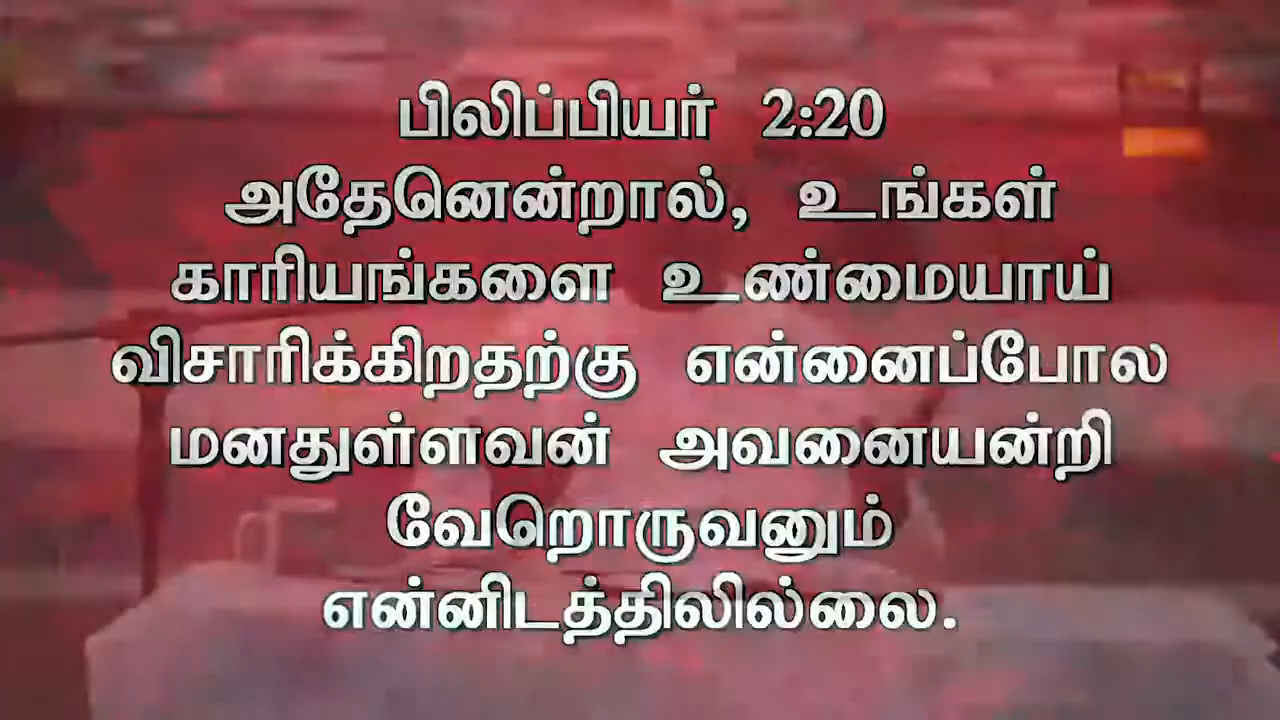 பிலிப்பியர் 2:20
அதேனென்றால், உங்கள்
காரியங்களை உண்மையாய்
விசாரிக்கிறதற்கு என்னைப்போல
மனதுள்ளவன் அவனையன்றி
வேறொருவனும்
என்னிடத்திலில்லை.